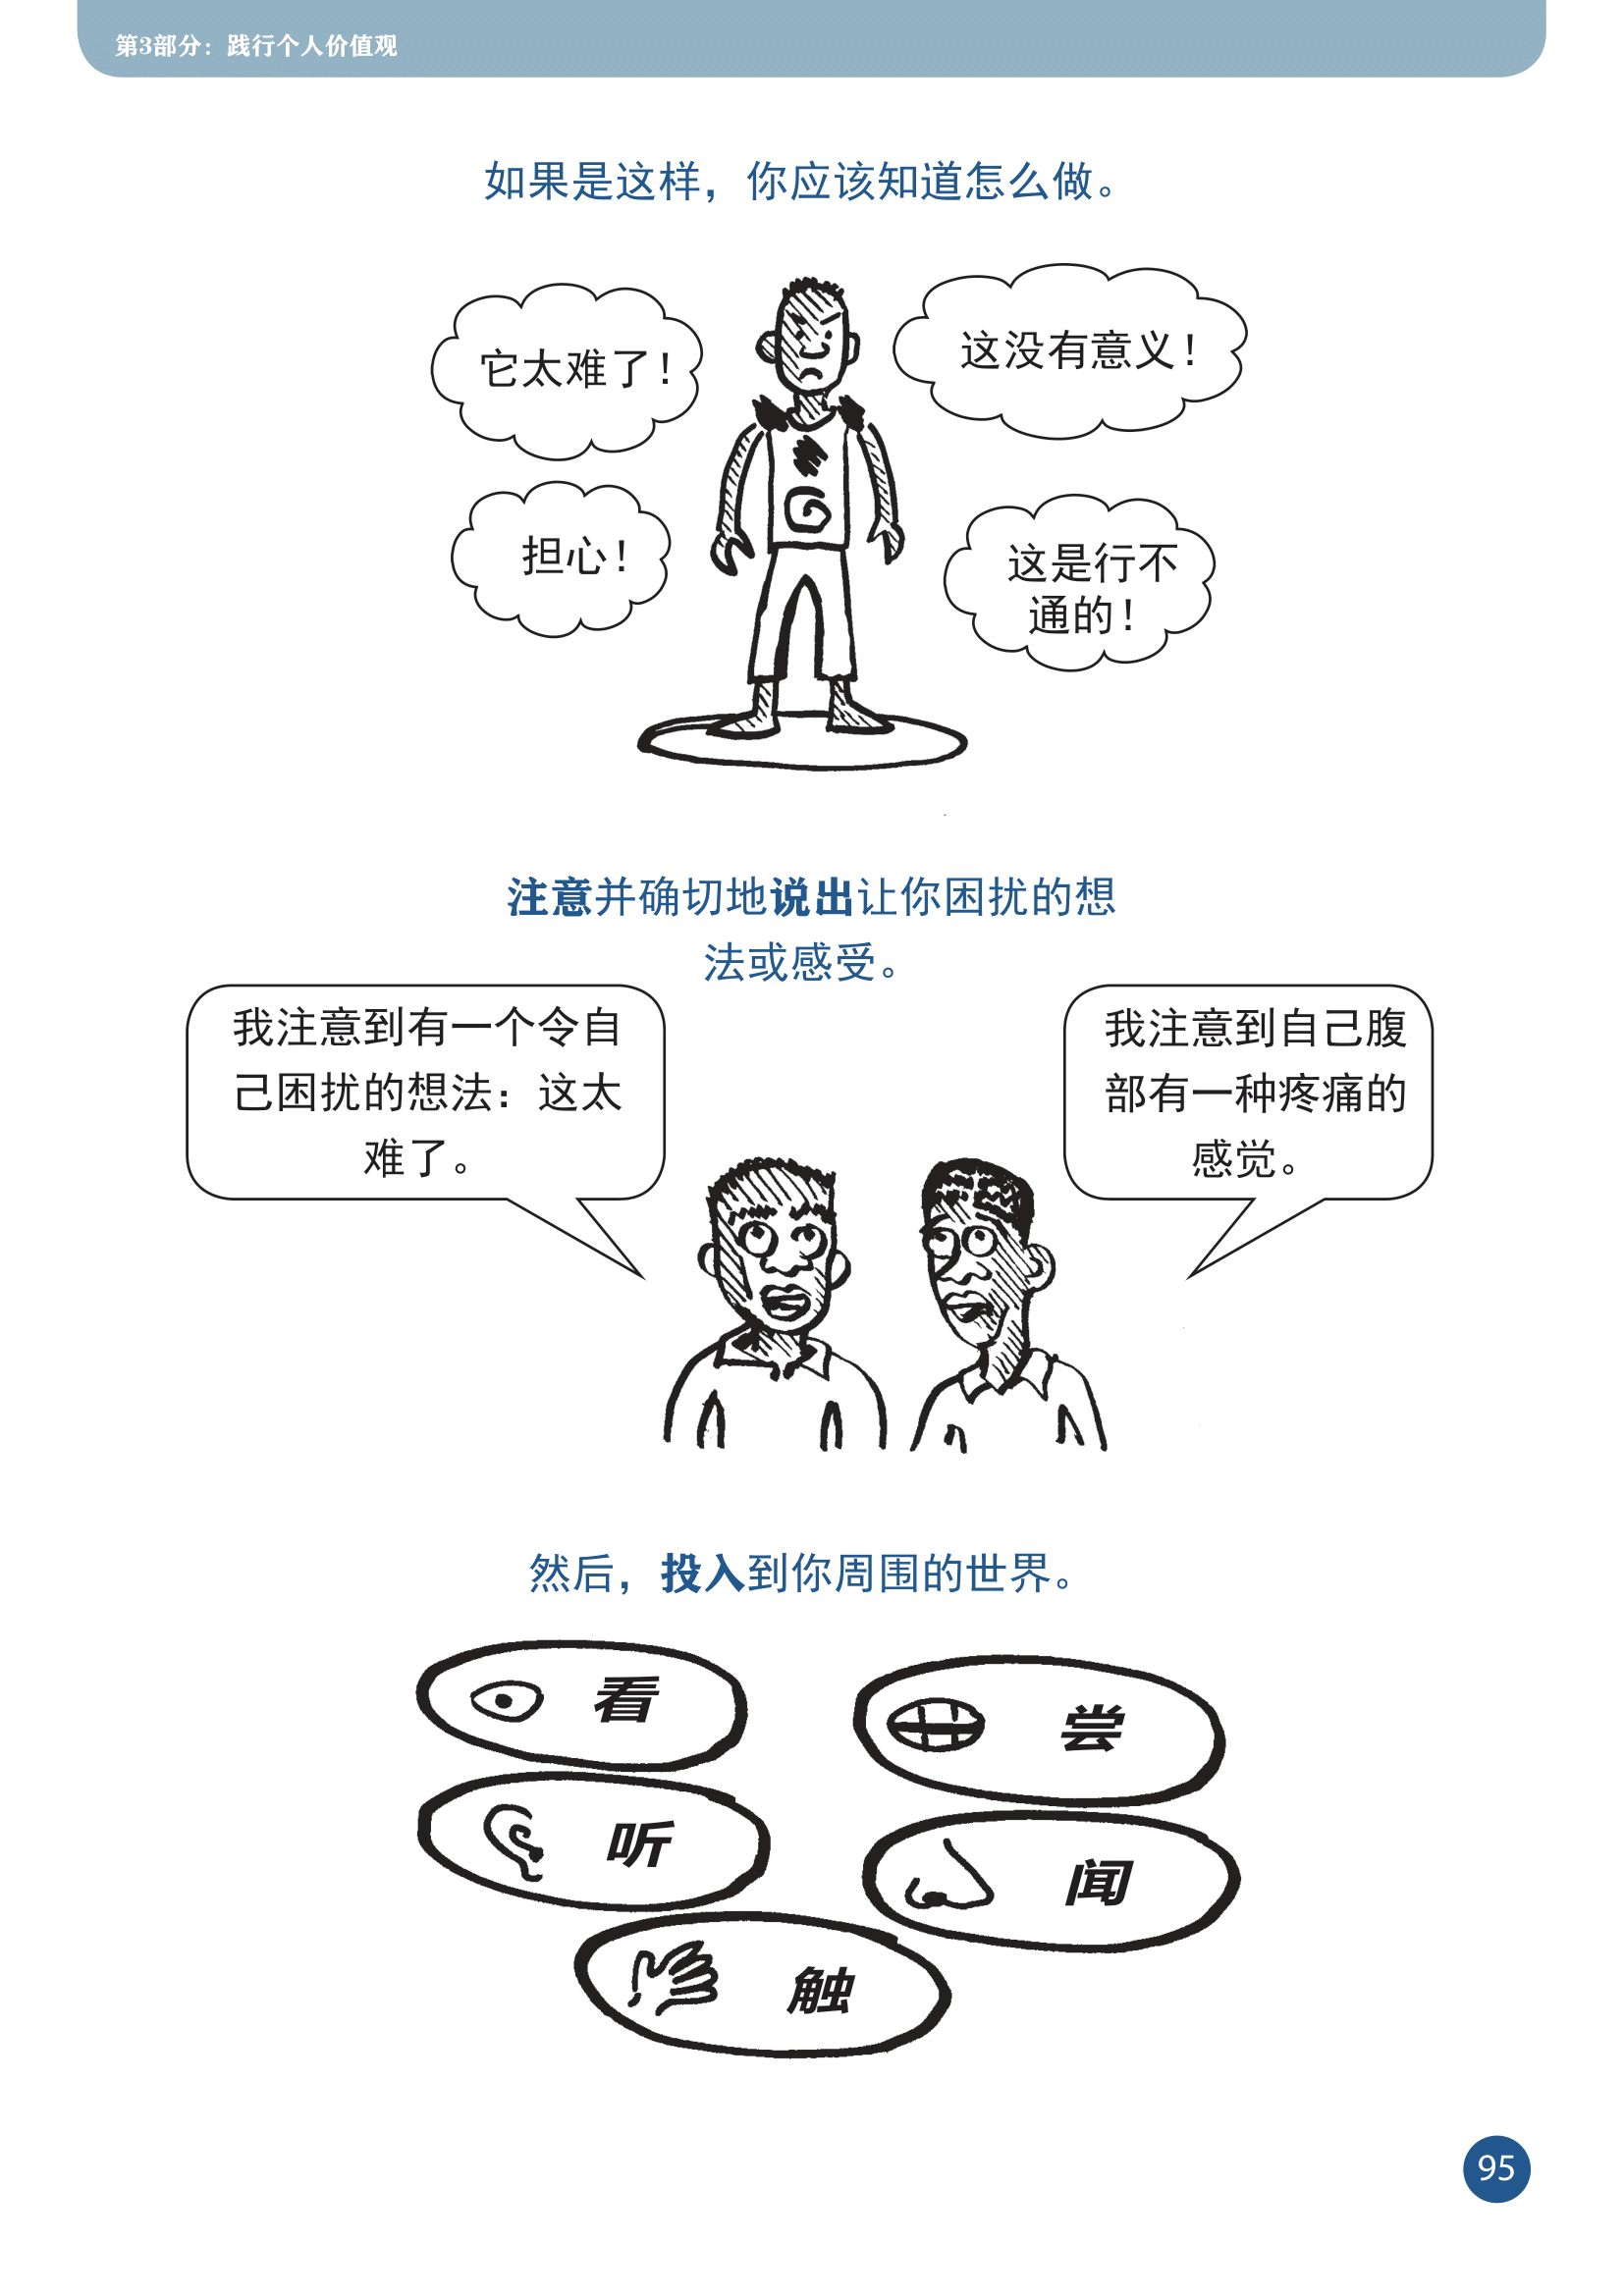 第3部分：践行个人价值观
如果是这样，你应该知道怎么做。
它太难了！
这没有意义！
担心！
这是行不
通的！
注意并确切地说出让你困扰的想
法或感受。
我注意到有一个令自
己困扰的想法：这太
难了。
我注意到自己腹
部有一种疼痛的
感觉。
然后，投入到你周围的世界。
看
尝
听
闻
触
95